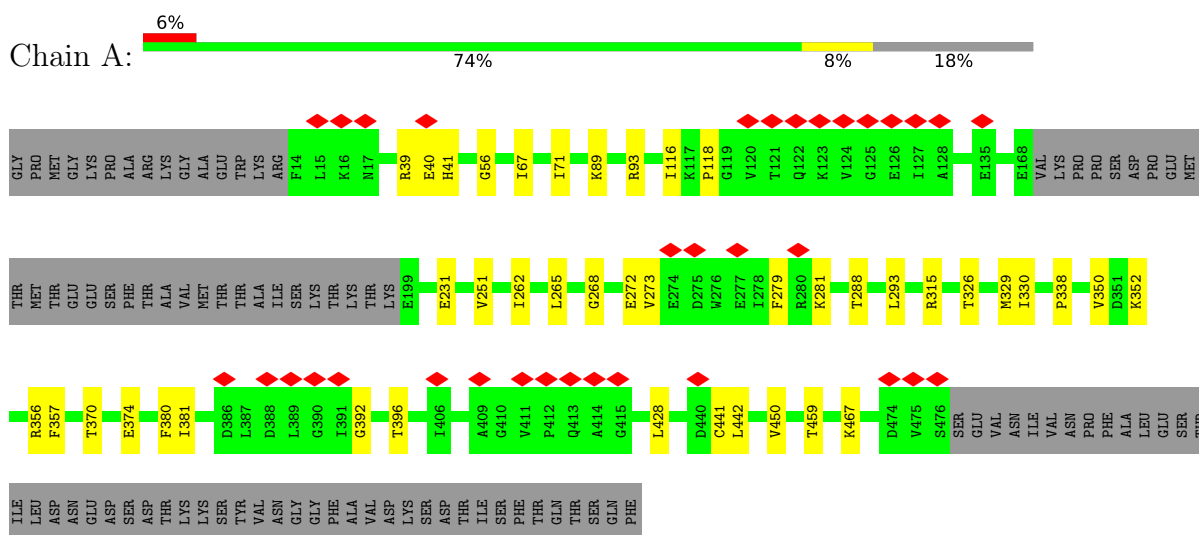 6%
Chain A:
74% 8% 18%
GLY PRO MET GLY LYS PRO ALA ARG LYS GLY ALA GLU TRP LYS ARG F14 L15 K16 N17 R39 E40 H41 G56 I67 I71 K89 R93 I116 K117 P118 G119 V120 T121 Q122 K123 V124 G125 E126 I127 A128 E135 E168 VAL LYS PRO PRO SER ASP PRO GLU MET
THR MET THR GLU GLU SER PHE THR ALA VAL MET THR THR ALA ILE SER LYS THR LYS THR LYS E199 E231 V251 I262 L265 G268 E272 V273 E274 D275 W276 E277 I278 F279 R280 K281 T288 L293 R315 T326 M329 I330 P338 V350 D351 K352
R356 F357 T370 E374 F380 I381 D386 L387 D388 L389 G390 I391 G392 T396 I406 A409 G410 V411 P412 Q413 A414 G415 L428 D440 C441 L442 V450 T459 K467 D474 V475 S476 SER GLU VAL ASN ILE VAL ASN PRO PHE ALA LEU GLU SER TYR
ILE LEU ASP ASN GLU ASP SER ASP THR LYS LYS SER TYR VAL ASN GLY GLY PHE ALA VAL ASP LYS SER ASP THR ILE SER PHE THR GLN THR SER GLN PHE